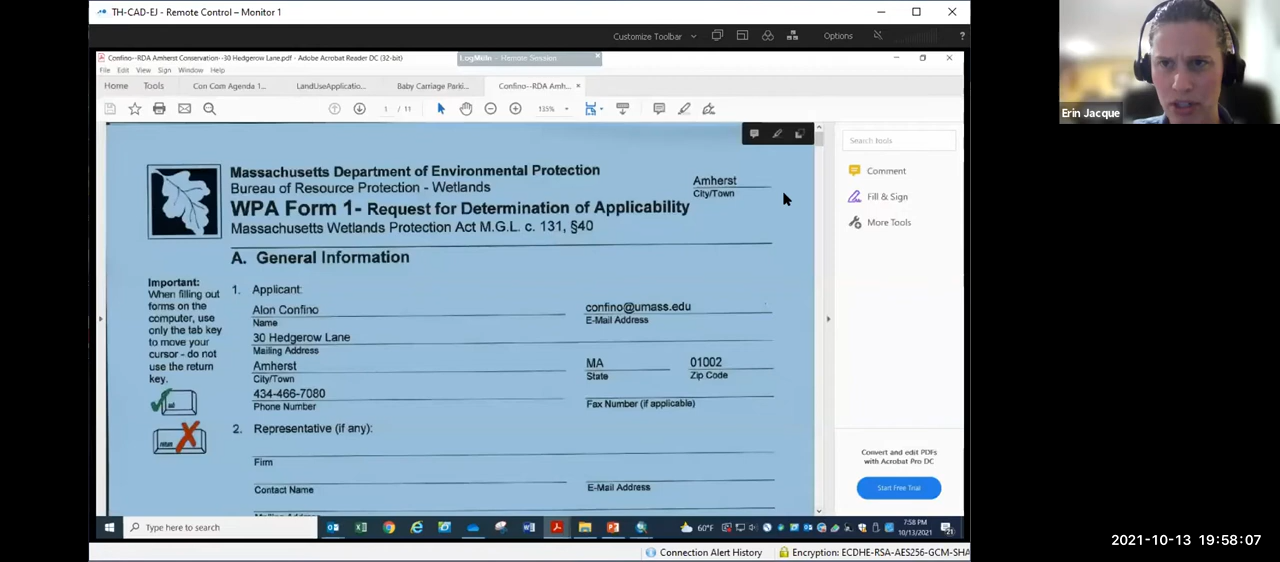 TH-CAD-EJ - Remote Control – Monitor 1
Customize Toolbar
Options
?
Confino--RDA Amherst Conservation--30 Hedgerow Lane.pdf - Adobe Acrobat Reader DC (32-bit)
LogMeIn – Remote Session
File Edit View Sign Window Help
Home Tools Con Com Agenda 1... LandUseApplicatio... Baby Carriage Parki... Confino--RDA Amh... ×
1 / 11
135%
Massachusetts Department of Environmental Protection
Bureau of Resource Protection - Wetlands
WPA Form 1- Request for Determination of Applicability
Massachusetts Wetlands Protection Act M.G.L. c. 131, §40
Amherst
City/Town
A. General Information
Important:
When filling out
forms on the
computer, use
only the tab key
to move your
cursor - do not
use the return
key.
tab
return
1. Applicant:
Alon Confino
Name
confino@umass.edu
E-Mail Address
30 Hedgerow Lane
Mailing Address
Amherst
City/Town
MA
State
01002
Zip Code
434-466-7080
Phone Number
Fax Number (if applicable)
2. Representative (if any):
Firm
Contact Name
E-Mail Address
Mailing Address
Search tools
Comment
Fill & Sign
More Tools
Convert and edit PDFs
with Acrobat Pro DC
Start Free Trial
Type here to search
60°F
7:58 PM
10/13/2021
Connection Alert History
Encryption: ECDHE-RSA-AES256-GCM-SHA
Erin Jacque
2021-10-13 19:58:07